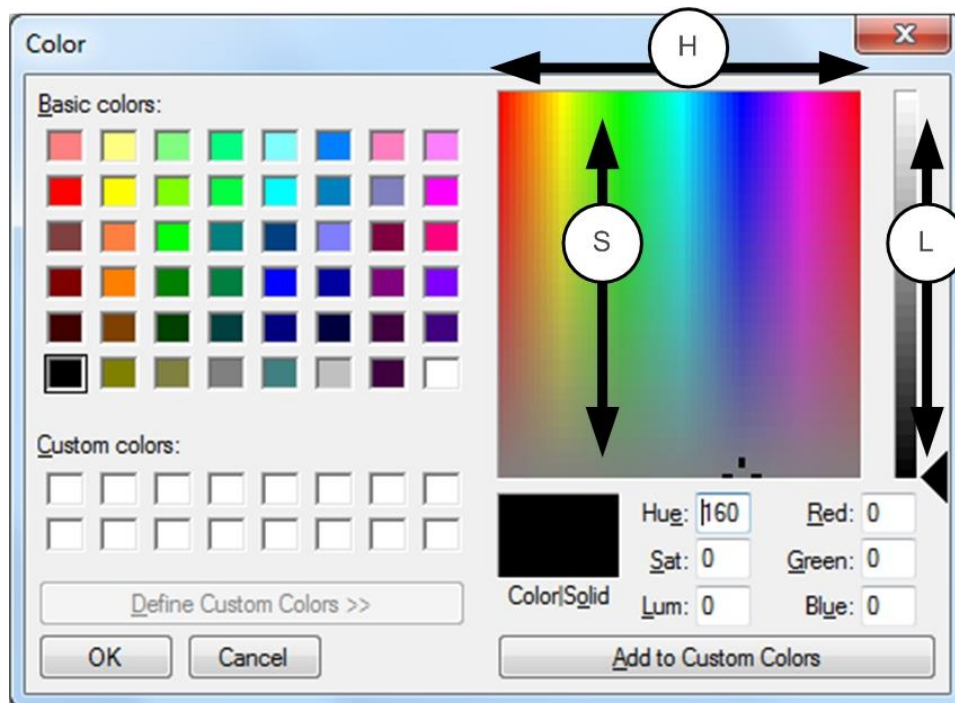 Color
X
H
Basic colors:
S
L
Custom colors:
Hue: 160 Red: 0
Sat: 0 Green: 0
Color|Solid
Lum: 0 Blue: 0
Define Custom Colors >>
OK Cancel Add to Custom Colors